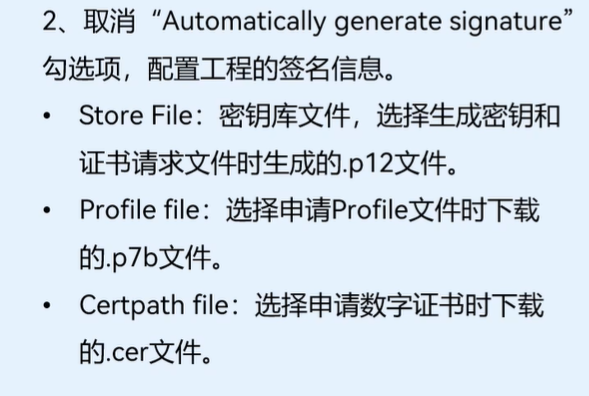 2、取消“Automatically generate signature”
勾选项，配置工程的签名信息。
• Store File：密钥库文件，选择生成密钥和
证书请求文件时生成的.p12文件。
• Profile file：选择申请Profile文件时下载
的.p7b文件。
• Certpath file：选择申请数字证书时下载
的.cer文件。